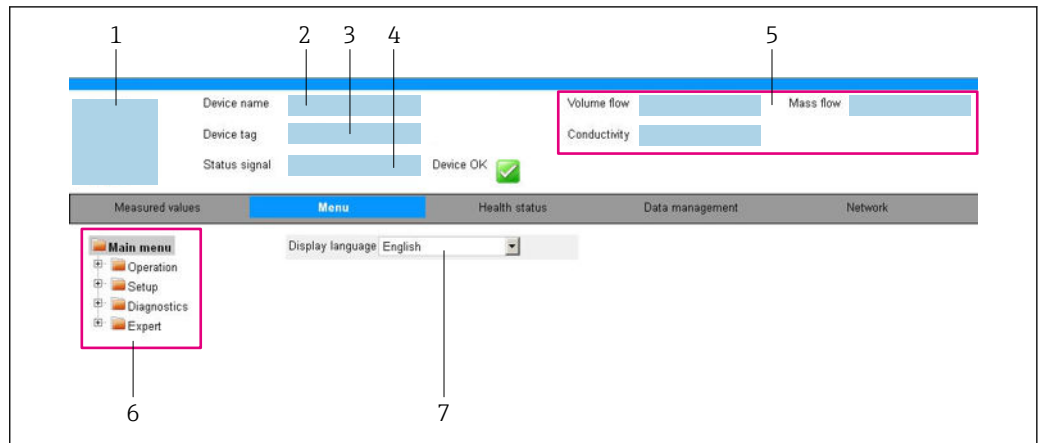 1 2 3 4 5
Device name Volume flow Mass flow
Device tag Conductivity
Status signal Device OK
Measured values Menu Health status Data management Network
Main menu Display language English
Operation
Setup
Diagnostics
Expert
6 7